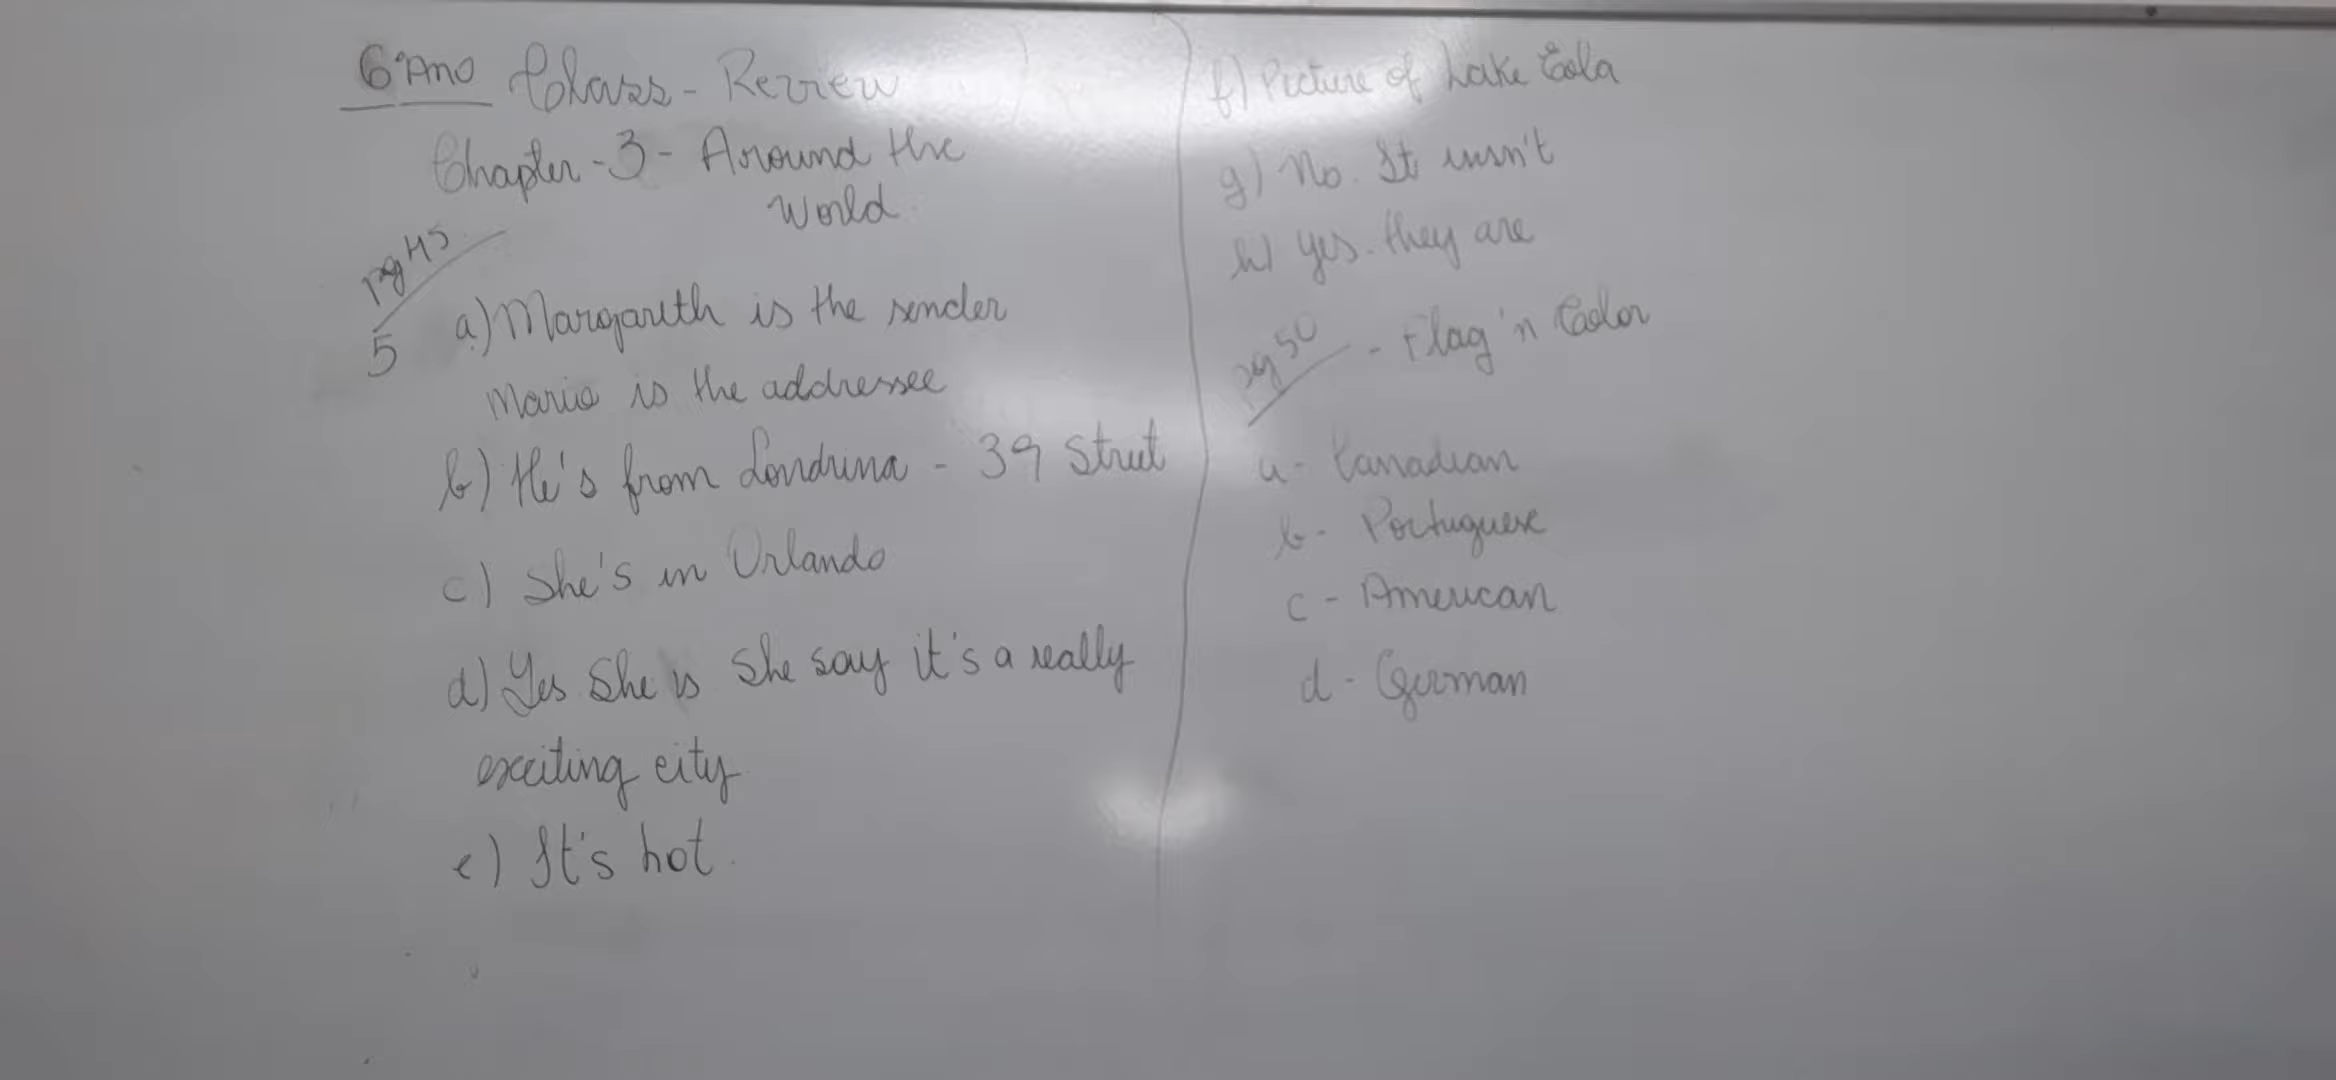 6º Ano Class - Review
Chapter - 3 - Around the
World.
pg 45
5 a) Margareth is the sender
Mario is the addressee
b) He's from Londrina - 39 Street
c) She's in Orlando
d) Yes She is She say it's a really
exciting city
e) It's hot.
f) Picture of Lake Eola
g) No. It isn't
h) Yes. they are
pg 50 - Flag'n Color
a - Canadian
b - Portuguese
c - American
d - German